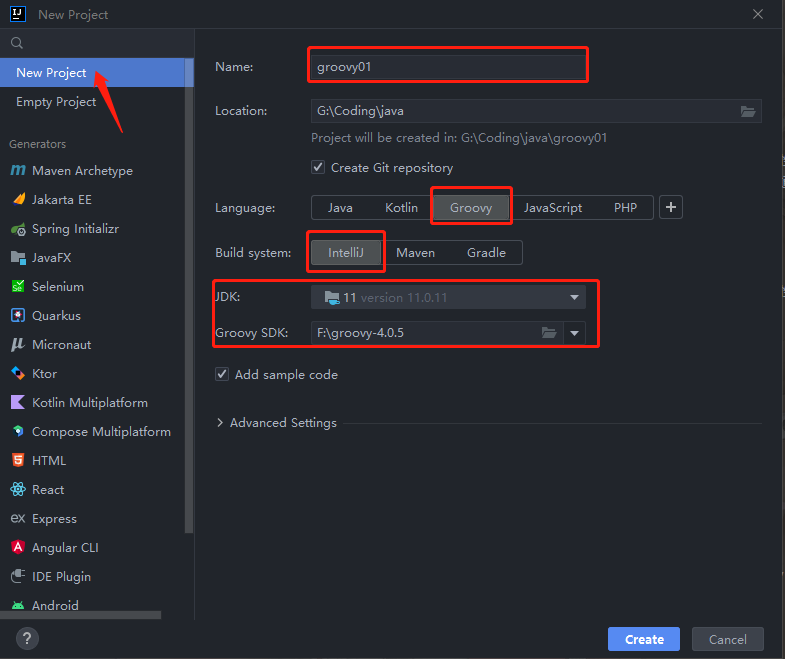 New Project
New Project
Empty Project
Generators
Maven Archetype
Jakarta EE
Spring Initializr
JavaFX
Selenium
Quarkus
Micronaut
Ktor
Kotlin Multiplatform
Compose Multiplatform
HTML
React
Express
Angular CLI
IDE Plugin
Android
Name: groovy01
Location: G:\Coding\java
Project will be created in: G:\Coding\java\groovy01
Create Git repository
Language: Java Kotlin Groovy JavaScript PHP +
Build system: IntelliJ Maven Gradle
JDK: 11 version 11.0.11
Groovy SDK: F:\groovy-4.0.5
Add sample code
Advanced Settings
? Create Cancel